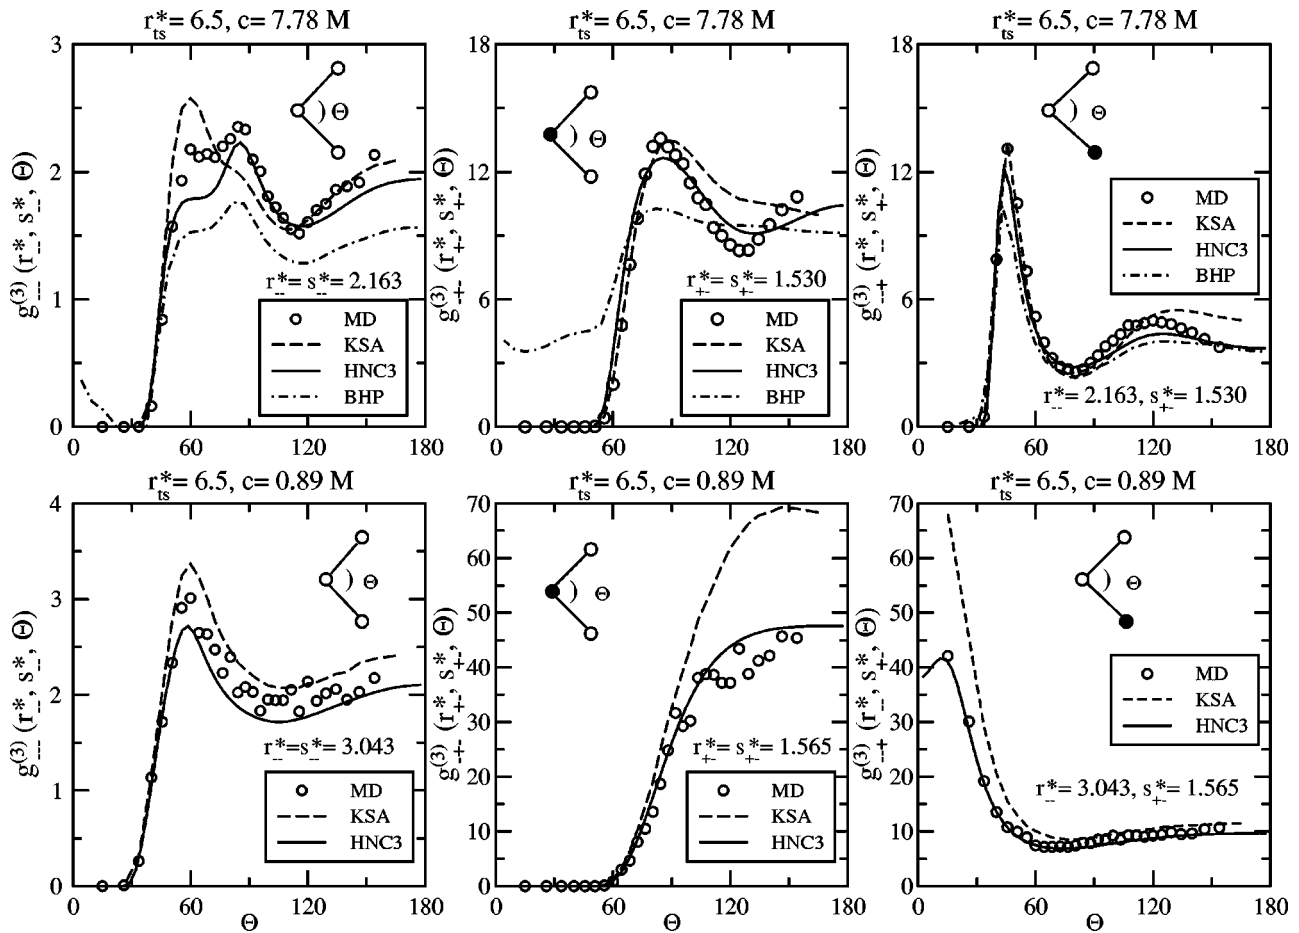 r*ts= 6.5, c= 7.78 M
g(3)--- (r*--, s*--, Θ)
3
2
1
0
0 60 120 180
Θ
r*--= s*--= 2.163
MD
KSA
HNC3
BHP
r*ts= 6.5, c= 7.78 M
g(3)-+- (r*+-, s*+-, Θ)
18
12
6
0
0 60 120 180
Θ
r*+-= s*+-= 1.530
MD
KSA
HNC3
BHP
r*ts= 6.5, c= 7.78 M
g(3)--+ (r*--, s*+-, Θ)
18
12
6
0
0 60 120 180
Θ
MD
KSA
HNC3
BHP
r*--= 2.163, s*+-= 1.530
r*ts= 6.5, c= 0.89 M
g(3)--- (r*--, s*--, Θ)
4
3
2
1
0
0 60 120 180
Θ
Θ
r*--=s*--= 3.043
MD
KSA
HNC3
r*ts= 6.5, c= 0.89 M
g(3)-+- (r*+-, s*+-, Θ)
70
60
50
40
30
20
10
0
0 60 120 180
Θ
Θ
r*+-= s*+-= 1.565
MD
KSA
HNC3
r*ts= 6.5, c= 0.89 M
g(3)--+ (r*--, s*+-, Θ)
70
60
50
40
30
20
10
0
0 60 120 180
Θ
Θ
MD
KSA
HNC3
r*--= 3.043, s*+-= 1.565